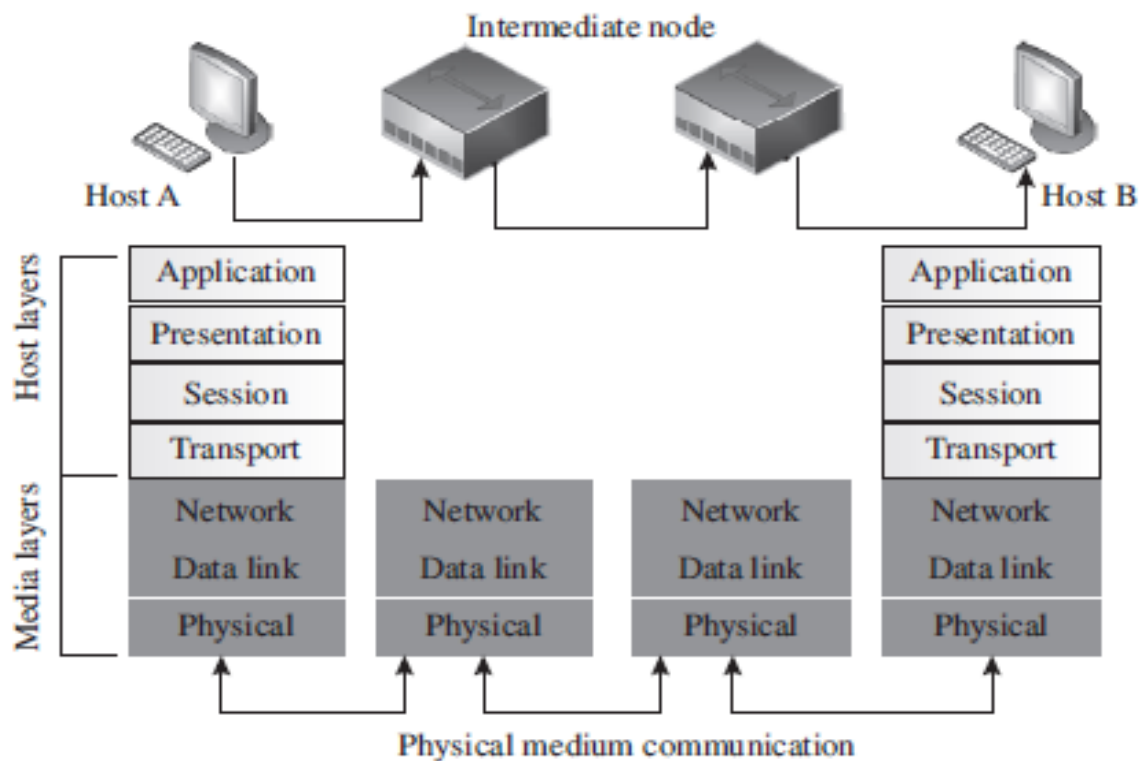 Intermediate node
Host A
Host B
Host layers
Application
Presentation
Session
Transport
Application
Presentation
Session
Transport
Media layers
Network
Data link
Physical
Network
Data link
Physical
Network
Data link
Physical
Network
Data link
Physical
Physical medium communication